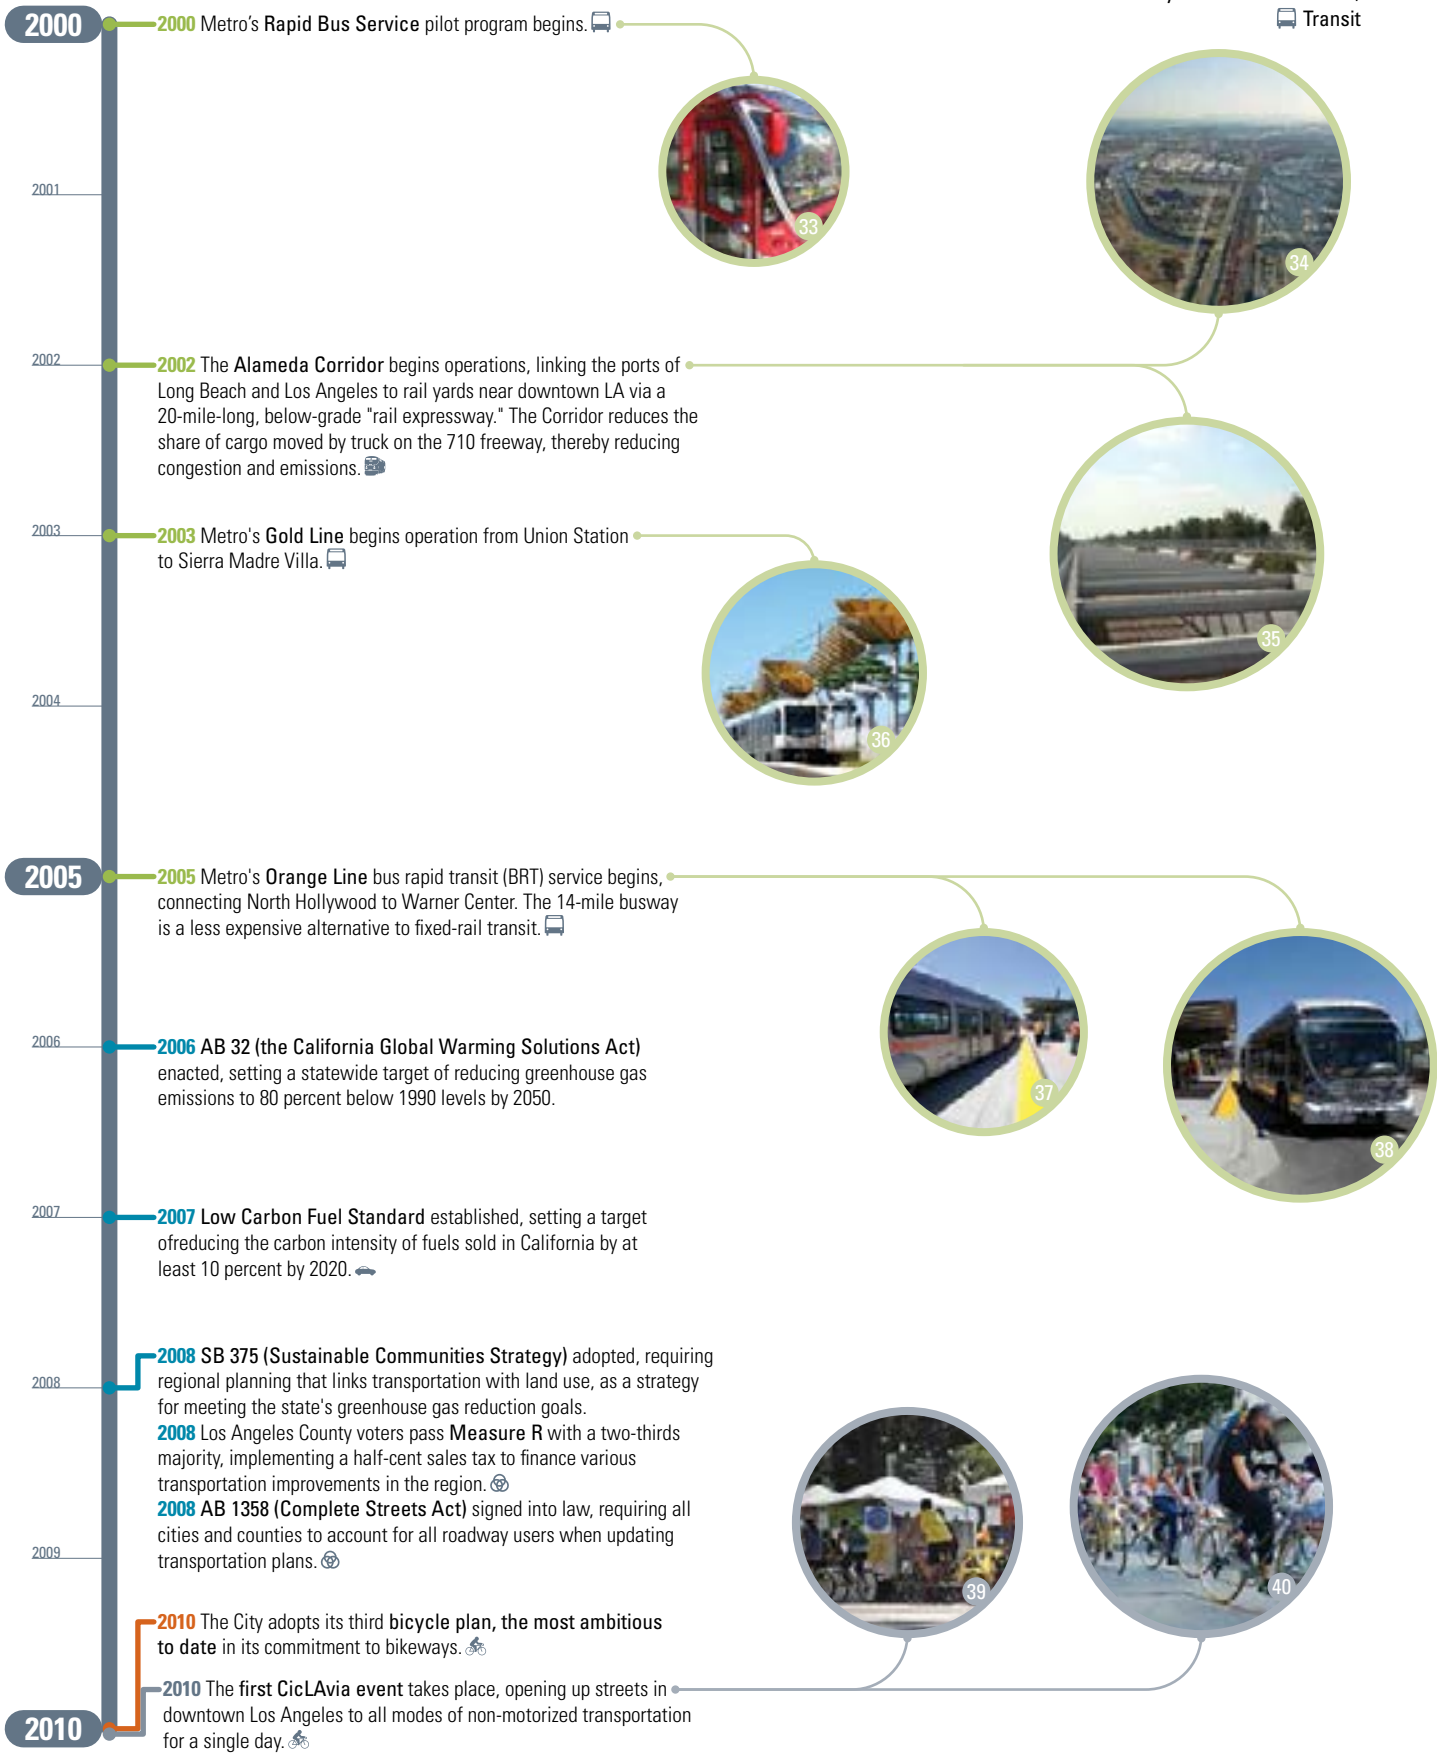 Transit
2000
2000 Metro's Rapid Bus Service pilot program begins.
33
34
2001
2002
2002 The Alameda Corridor begins operations, linking the ports of
Long Beach and Los Angeles to rail yards near downtown LA via a
20-mile-long, below-grade "rail expressway." The Corridor reduces the
share of cargo moved by truck on the 710 freeway, thereby reducing
congestion and emissions.
35
2003
2003 Metro's Gold Line begins operation from Union Station
to Sierra Madre Villa.
36
2004
2005
2005 Metro's Orange Line bus rapid transit (BRT) service begins,
connecting North Hollywood to Warner Center. The 14-mile busway
is a less expensive alternative to fixed-rail transit.
37
38
2006
2006 AB 32 (the California Global Warming Solutions Act)
enacted, setting a statewide target of reducing greenhouse gas
emissions to 80 percent below 1990 levels by 2050.
2007
2007 Low Carbon Fuel Standard established, setting a target
ofreducing the carbon intensity of fuels sold in California by at
least 10 percent by 2020.
2008
2008 SB 375 (Sustainable Communities Strategy) adopted, requiring
regional planning that links transportation with land use, as a strategy
for meeting the state's greenhouse gas reduction goals.
2008 Los Angeles County voters pass Measure R with a two-thirds
majority, implementing a half-cent sales tax to finance various
transportation improvements in the region.
2008 AB 1358 (Complete Streets Act) signed into law, requiring all
cities and counties to account for all roadway users when updating
transportation plans.
39
40
2009
2010 The City adopts its third bicycle plan, the most ambitious
to date in its commitment to bikeways.
2010
2010 The first CicLAvia event takes place, opening up streets in
downtown Los Angeles to all modes of non-motorized transportation
for a single day.